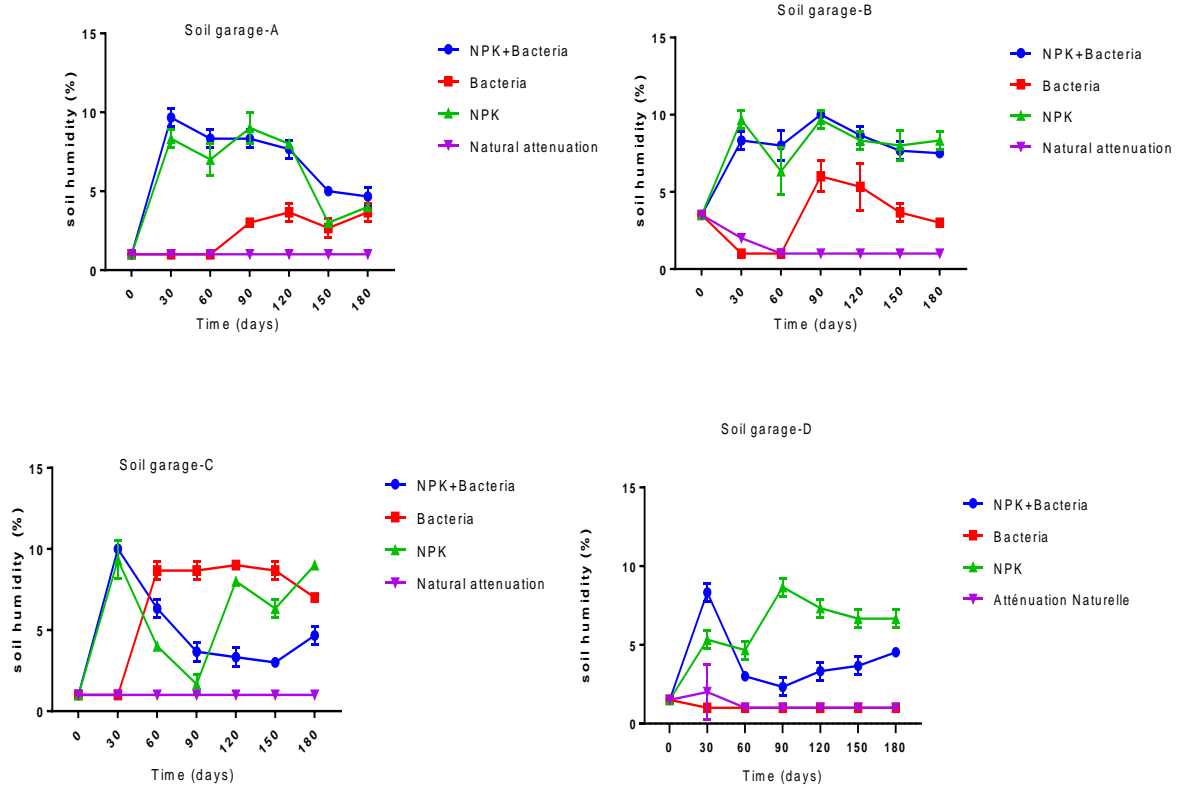 Soil garage-A
soil humidity (%)
15
10
5
0
0 30 60 90 120 150 180
Time (days)
NPK+Bacteria
Bacteria
NPK
Natural attenuation
Soil garage-B
soil humidity (%)
15
10
5
0
0 30 60 90 120 150 180
Time (days)
NPK+Bacteria
Bacteria
NPK
Natural attenuation
Soil garage-C
soil humidity (%)
15
10
5
0
0 30 60 90 120 150 180
Time (days)
NPK+Bacteria
Bacteria
NPK
Natural attenuation
Soil garage-D
soil humidity (%)
15
10
5
0
0 30 60 90 120 150 180
Time (days)
NPK+Bacteria
Bacteria
NPK
Atténuation Naturelle